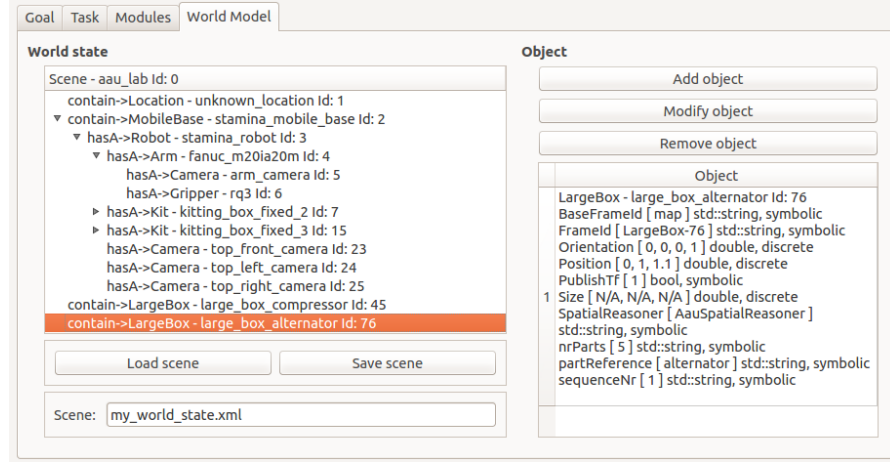 Goal Task Modules World Model
World state
Scene - aau_lab Id: 0
contain->Location - unknown_location Id: 1
contain->MobileBase - stamina_mobile_base Id: 2
hasA->Robot - stamina_robot Id: 3
hasA->Arm - fanuc_m20ia20m Id: 4
hasA->Camera - arm_camera Id: 5
hasA->Gripper - rq3 Id: 6
hasA->Kit - kitting_box_fixed_2 Id: 7
hasA->Kit - kitting_box_fixed_3 Id: 15
hasA->Camera - top_front_camera Id: 23
hasA->Camera - top_left_camera Id: 24
hasA->Camera - top_right_camera Id: 25
contain->LargeBox - large_box_compressor Id: 45
contain->LargeBox - large_box_alternator Id: 76
Load scene
Save scene
Scene: my_world_state.xml
Object
Add object
Modify object
Remove object
Object
LargeBox - large_box_alternator Id: 76
BaseFrameId [ map ] std::string, symbolic
FrameId [ LargeBox-76 ] std::string, symbolic
Orientation [ 0, 0, 0, 1 ] double, discrete
Position [ 0, 1, 1.1 ] double, discrete
PublishTf [ 1 ] bool, symbolic
1 Size [ N/A, N/A, N/A ] double, discrete
SpatialReasoner [ AauSpatialReasoner ]
std::string, symbolic
nrParts [ 5 ] std::string, symbolic
partReference [ alternator ] std::string, symbolic
sequenceNr [ 1 ] std::string, symbolic